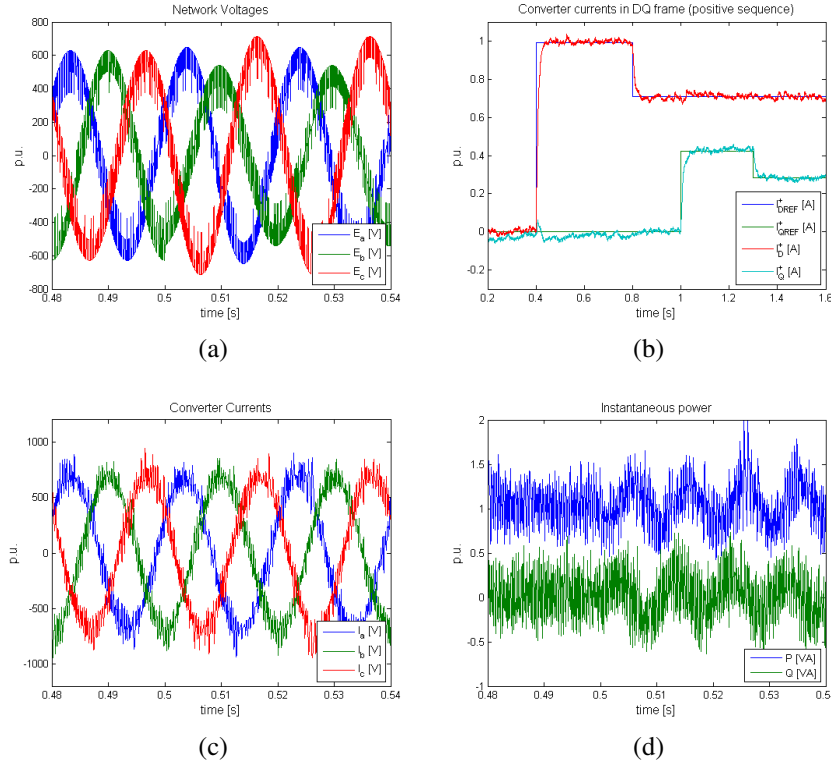 Network Voltages
800
600
400
200
0
-200
-400
-600
-800
p.u.
E_a [V]
E_b [V]
E_c [V]
0.48 0.49 0.5 0.51 0.52 0.53 0.54
time [s]
(a)
Converter currents in DQ frame (positive sequence)
1
0.8
0.6
0.4
0.2
0
-0.2
p.u.
I^+_DREF [A]
I^+_QREF [A]
I^+_D [A]
I^+_Q [A]
0.2 0.4 0.6 0.8 1 1.2 1.4 1.6
time [s]
(b)
Converter Currents
1000
500
0
-500
-1000
p.u.
I_a [V]
I_b [V]
I_c [V]
0.48 0.49 0.5 0.51 0.52 0.53 0.54
time [s]
(c)
Instantaneous power
2
1.5
1
0.5
0
-0.5
-1
p.u.
P [VA]
Q [VA]
0.48 0.49 0.5 0.51 0.52 0.53 0.54
time [s]
(d)